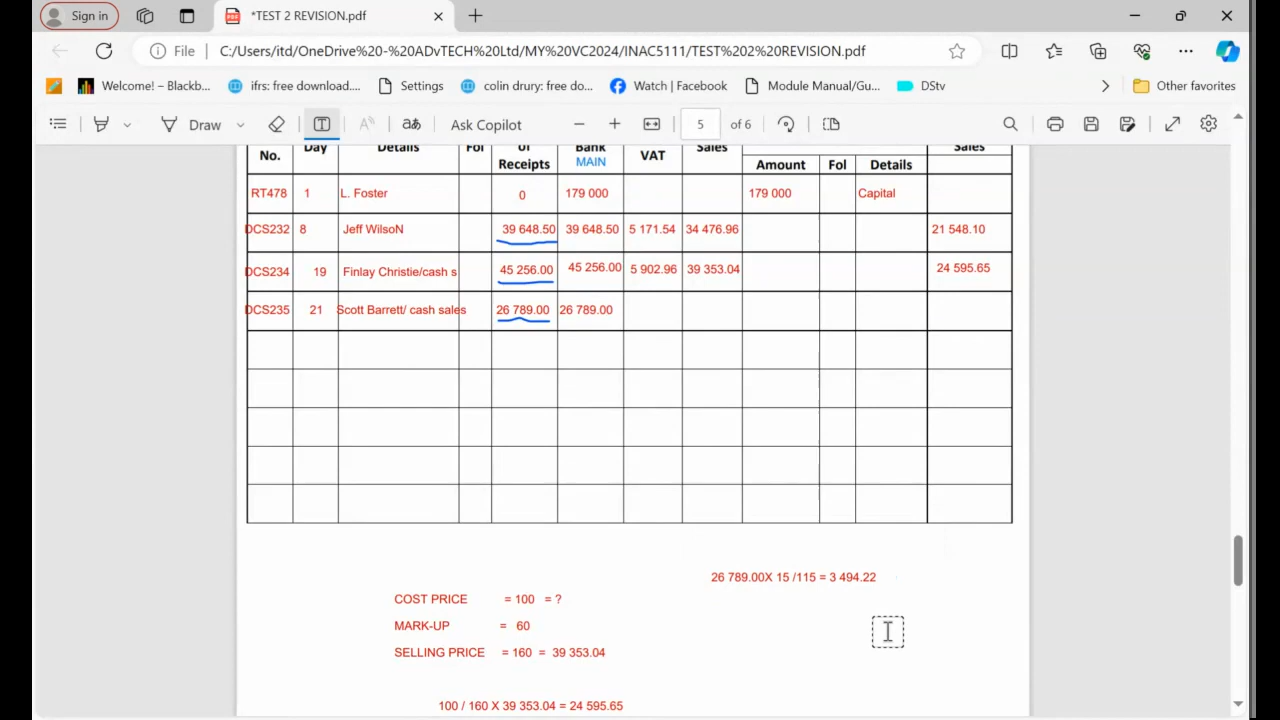 Sign in
*TEST 2 REVISION.pdf
File
C:/Users/itd/OneDrive%20-%20ADvTECH%20Ltd/MY%20VC2024/INAC5111/TEST%202%20REVISION.pdf
Welcome! – Blackb...
ifrs: free download....
Settings
colin drury: free do...
Watch | Facebook
Module Manual/Gu...
DStv
Other favorites
Draw
aあ
Ask Copilot
5 of 6
No. Day Details Fol of Receipts Bank MAIN VAT Sales Amount Fol Details Sales
RT478 1 L. Foster 0 179 000 179 000 Capital
DCS232 8 Jeff WilsoN 39 648.50 39 648.50 5 171.54 34 476.96 21 548.10
DCS234 19 Finlay Christie/cash s 45 256.00 45 256.00 5 902.96 39 353.04 24 595.65
DCS235 21 Scott Barrett/ cash sales 26 789.00 26 789.00
26 789.00X 15 /115 = 3 494.22
COST PRICE = 100 = ?
MARK-UP = 60
SELLING PRICE = 160 = 39 353.04
100 / 160 X 39 353.04 = 24 595.65